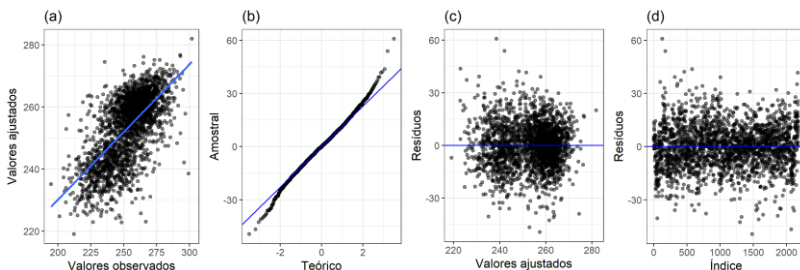 (a)
Valores ajustados
280
260
240
220
200
225
250
275
300
Valores observados
(b)
Amostral
60
30
0
-30
-2
0
2
Teórico
(c)
Resíduos
60
30
0
-30
220
240
260
280
Valores ajustados
(d)
Resíduos
60
30
0
-30
0
500
1000
1500
2000
Índice